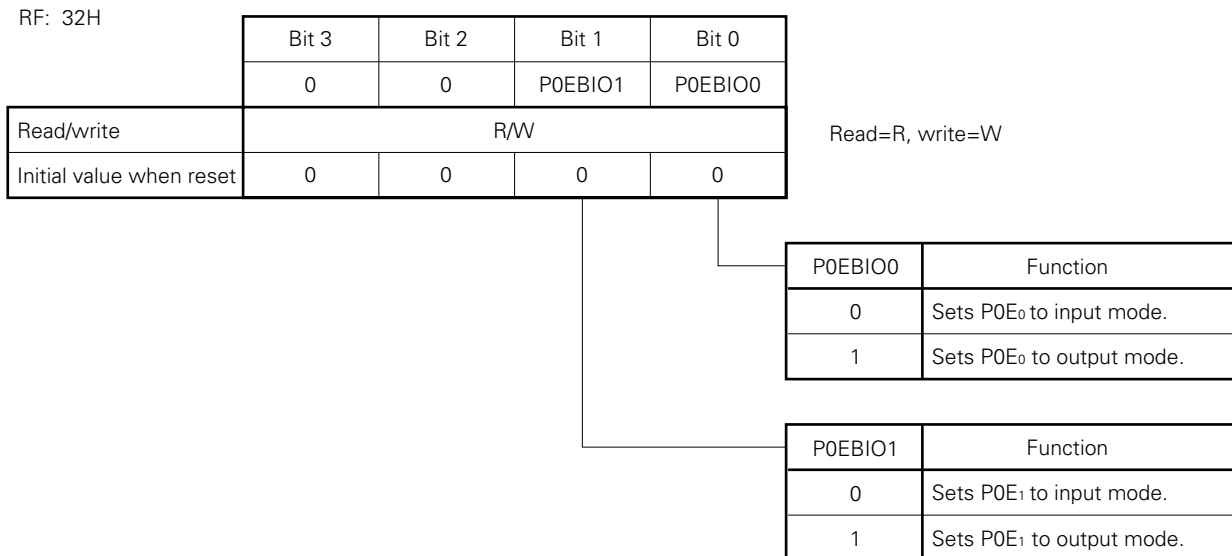 RF: 32H
Bit 3 Bit 2 Bit 1 Bit 0
0 0 P0EBIO1 P0EBIO0
Read/write R/W Read=R, write=W
Initial value when reset 0 0 0 0
P0EBIO0 Function
0 Sets P0E₀ to input mode.
1 Sets P0E₀ to output mode.
P0EBIO1 Function
0 Sets P0E₁ to input mode.
1 Sets P0E₁ to output mode.